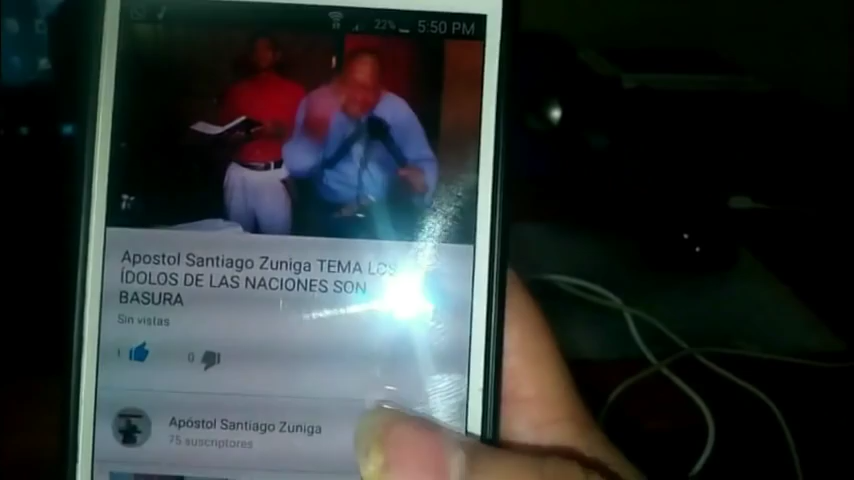 22% 5:50 PM
Apostol Santiago Zuniga TEMA LOS
ÍDOLOS DE LAS NACIONES SON
BASURA
Sin vistas
1 0
Apóstol Santiago Zuniga
75 suscriptores